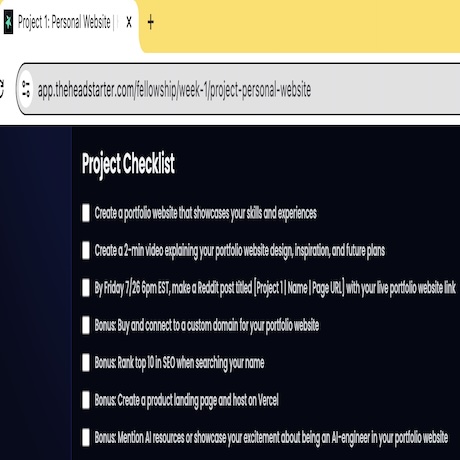 Project 1: Personal Website |
app.theheadstarter.com/fellowship/week-1/project-personal-website
Project Checklist
Create a portfolio website that showcases your skills and experiences
Create a 2-min video explaining your portfolio website design, inspiration, and future plans
By Friday 7/26 6pm EST, make a Reddit post titled [Project 1 | Name | Page URL] with your live portfolio website link
Bonus: Buy and connect to a custom domain for your portfolio website
Bonus: Rank top 10 in SEO when searching your name
Bonus: Create a product landing page and host on Vercel
Bonus: Mention AI resources or showcase your excitement about being an AI-engineer in your portfolio website